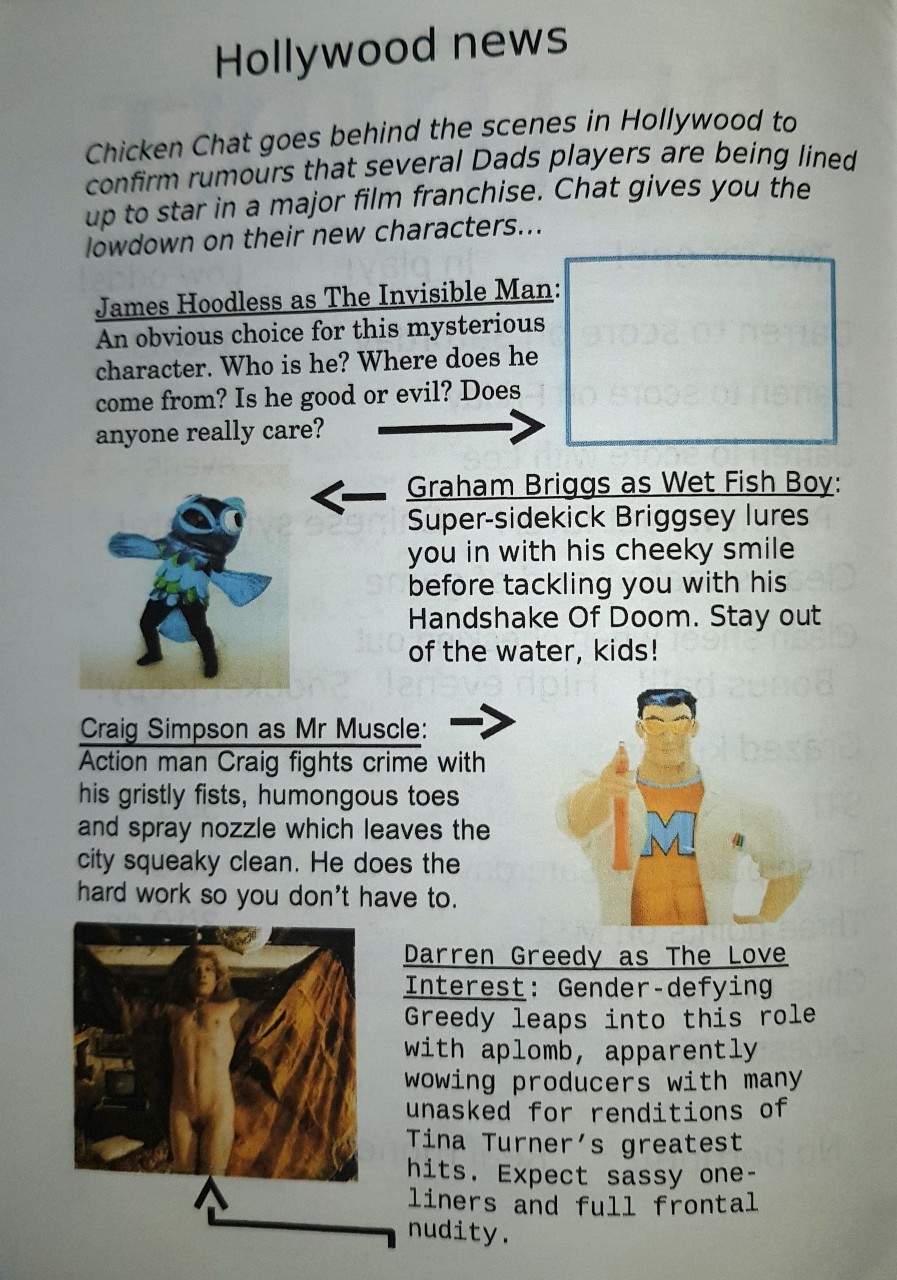 Hollywood news
Chicken Chat goes behind the scenes in Hollywood to
confirm rumours that several Dads players are being lined
up to star in a major film franchise. Chat gives you the
lowdown on their new characters...
James Hoodless as The Invisible Man:
An obvious choice for this mysterious
character. Who is he? Where does he
come from? Is he good or evil? Does
anyone really care?
Graham Briggs as Wet Fish Boy:
Super-sidekick Briggsey lures
you in with his cheeky smile
before tackling you with his
Handshake Of Doom. Stay out
of the water, kids!
Craig Simpson as Mr Muscle:
Action man Craig fights crime with
his gristly fists, humongous toes
and spray nozzle which leaves the
city squeaky clean. He does the
hard work so you don't have to.
M
Darren Greedy as The Love
Interest: Gender-defying
Greedy leaps into this role
with aplomb, apparently
wowing producers with many
unasked for renditions of
Tina Turner's greatest
hits. Expect sassy one-
liners and full frontal
nudity.